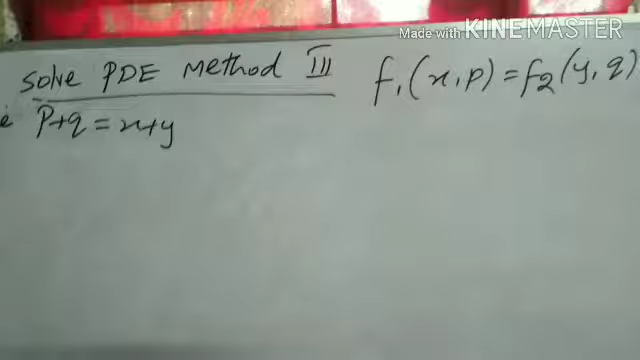 Made with KINEMASTER
Solve PDE Method III f₁(x,p) = f₂(y,q)
P+q = x+y